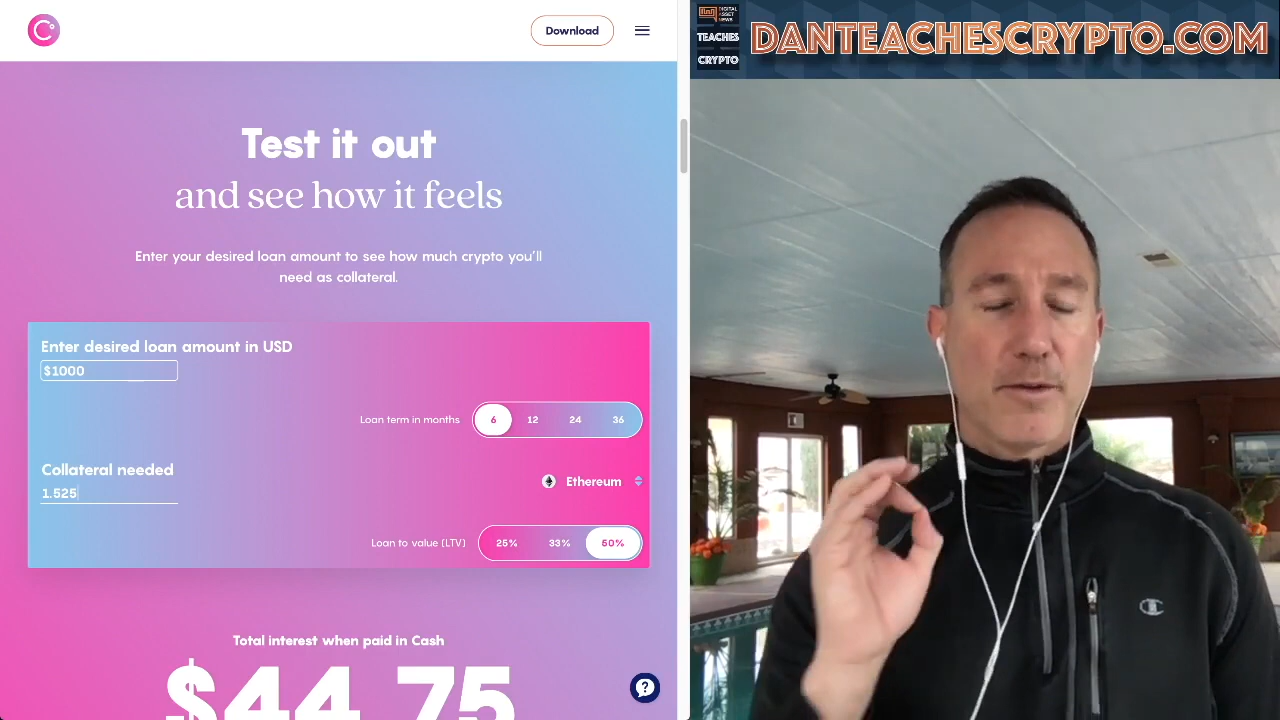 Download
Test it out
and see how it feels
Enter your desired loan amount to see how much crypto you'll
need as collateral.
Enter desired loan amount in USD
$1000
Loan term in months
6 12 24 36
Collateral needed
1.525
Ethereum
Loan to value (LTV)
25% 33% 50%
Total interest when paid in Cash
$44.75
DIGITAL
ASSET
NEWS
TEACHES
CRYPTO
DANTEACHESCRYPTO.COM